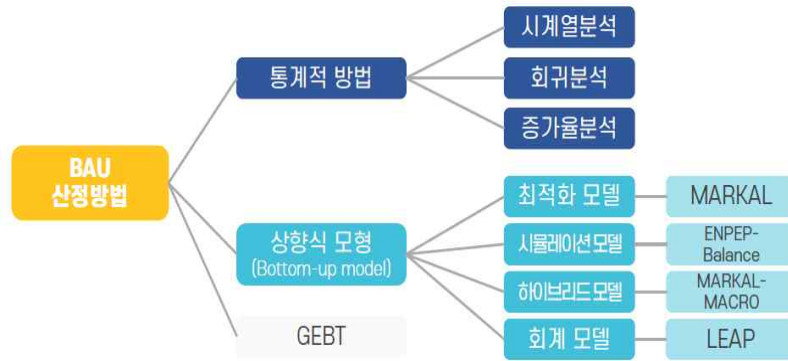 BAU
산정방법
통계적 방법
시계열분석
회귀분석
증가율분석
상향식 모형
(Bottom-up model)
최적화 모델
MARKAL
시뮬레이션 모델
ENPEP-
Balance
하이브리드 모델
MARKAL-
MACRO
회계 모델
LEAP
GEBT